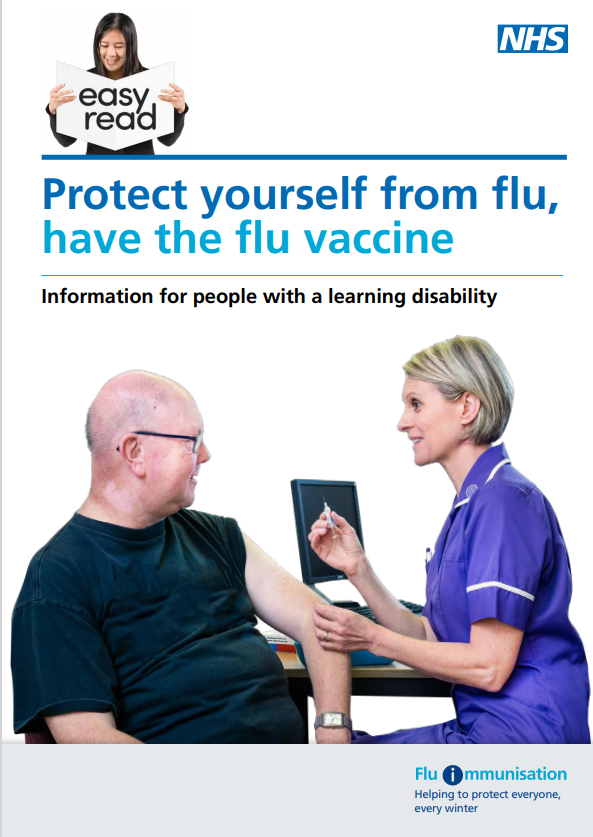 easy
read
NHS
Protect yourself from flu,
have the flu vaccine
Information for people with a learning disability
Flu immunisation
Helping to protect everyone,
every winter